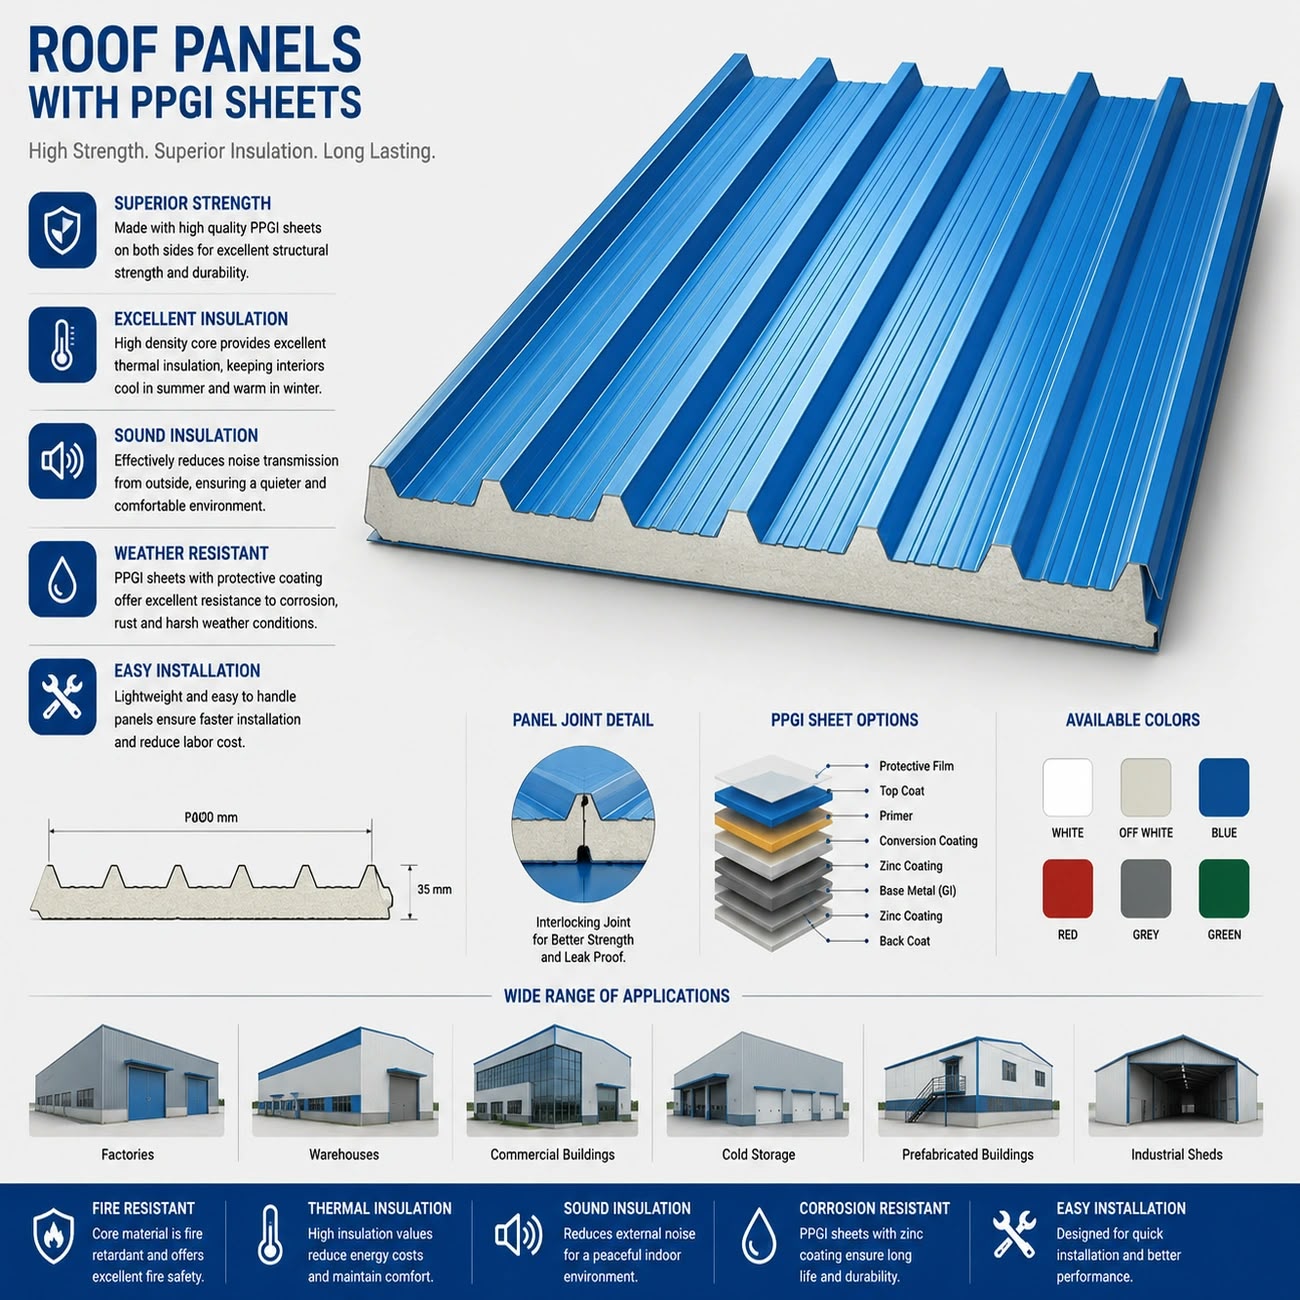 ROOF PANELS
WITH PPGI SHEETS
High Strength. Superior Insulation. Long Lasting.
SUPERIOR STRENGTH
Made with high quality PPGI sheets
on both sides for excellent structural
strength and durability.
EXCELLENT INSULATION
High density core provides excellent
thermal insulation, keeping interiors
cool in summer and warm in winter.
SOUND INSULATION
Effectively reduces noise transmission
from outside, ensuring a quieter and
comfortable environment.
WEATHER RESISTANT
PPGI sheets with protective coating
offer excellent resistance to corrosion,
rust and harsh weather conditions.
EASY INSTALLATION
Lightweight and easy to handle
panels ensure faster installation
and reduce labor cost.
mm
35 mm
PANEL JOINT DETAIL
Interlocking Joint
for Better Strength
and Leak Proof.
PPGI SHEET OPTIONS
Protective Film
Top Coat
Primer
Conversion Coating
Zinc Coating
Base Metal (GI)
Zinc Coating
Back Coat
AVAILABLE COLORS
WHITE
OFF WHITE
BLUE
RED
GREY
GREEN
WIDE RANGE OF APPLICATIONS
Factories
Warehouses
Commercial Buildings
Cold Storage
Prefabricated Buildings
Industrial Sheds
FIRE RESISTANT
Core material is fire
retardant and offers
excellent fire safety.
THERMAL INSULATION
High insulation values
reduce energy costs
and maintain comfort.
SOUND INSULATION
Reduces external noise
for a peaceful indoor
environment.
CORROSION RESISTANT
PPGI sheets with zinc
coating ensure long
life and durability.
EASY INSTALLATION
Designed for quick
installation and better
performance.